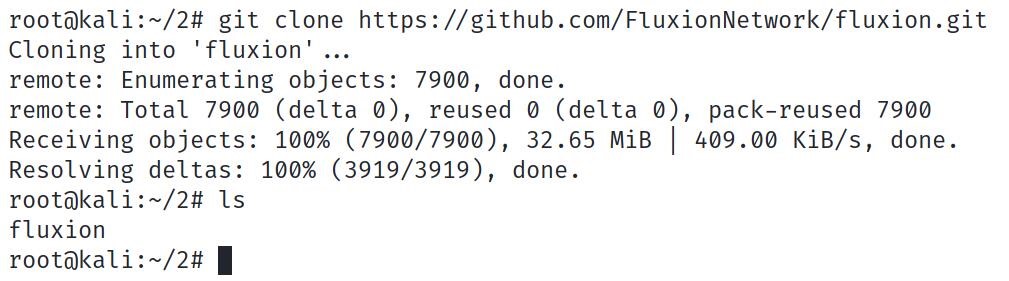 root@kali:~/2# git clone https://github.com/FluxionNetwork/fluxion.git
Cloning into 'fluxion'...
remote: Enumerating objects: 7900, done.
remote: Total 7900 (delta 0), reused 0 (delta 0), pack-reused 7900
Receiving objects: 100% (7900/7900), 32.65 MiB | 409.00 KiB/s, done.
Resolving deltas: 100% (3919/3919), done.
root@kali:~/2# ls
fluxion
root@kali:~/2#